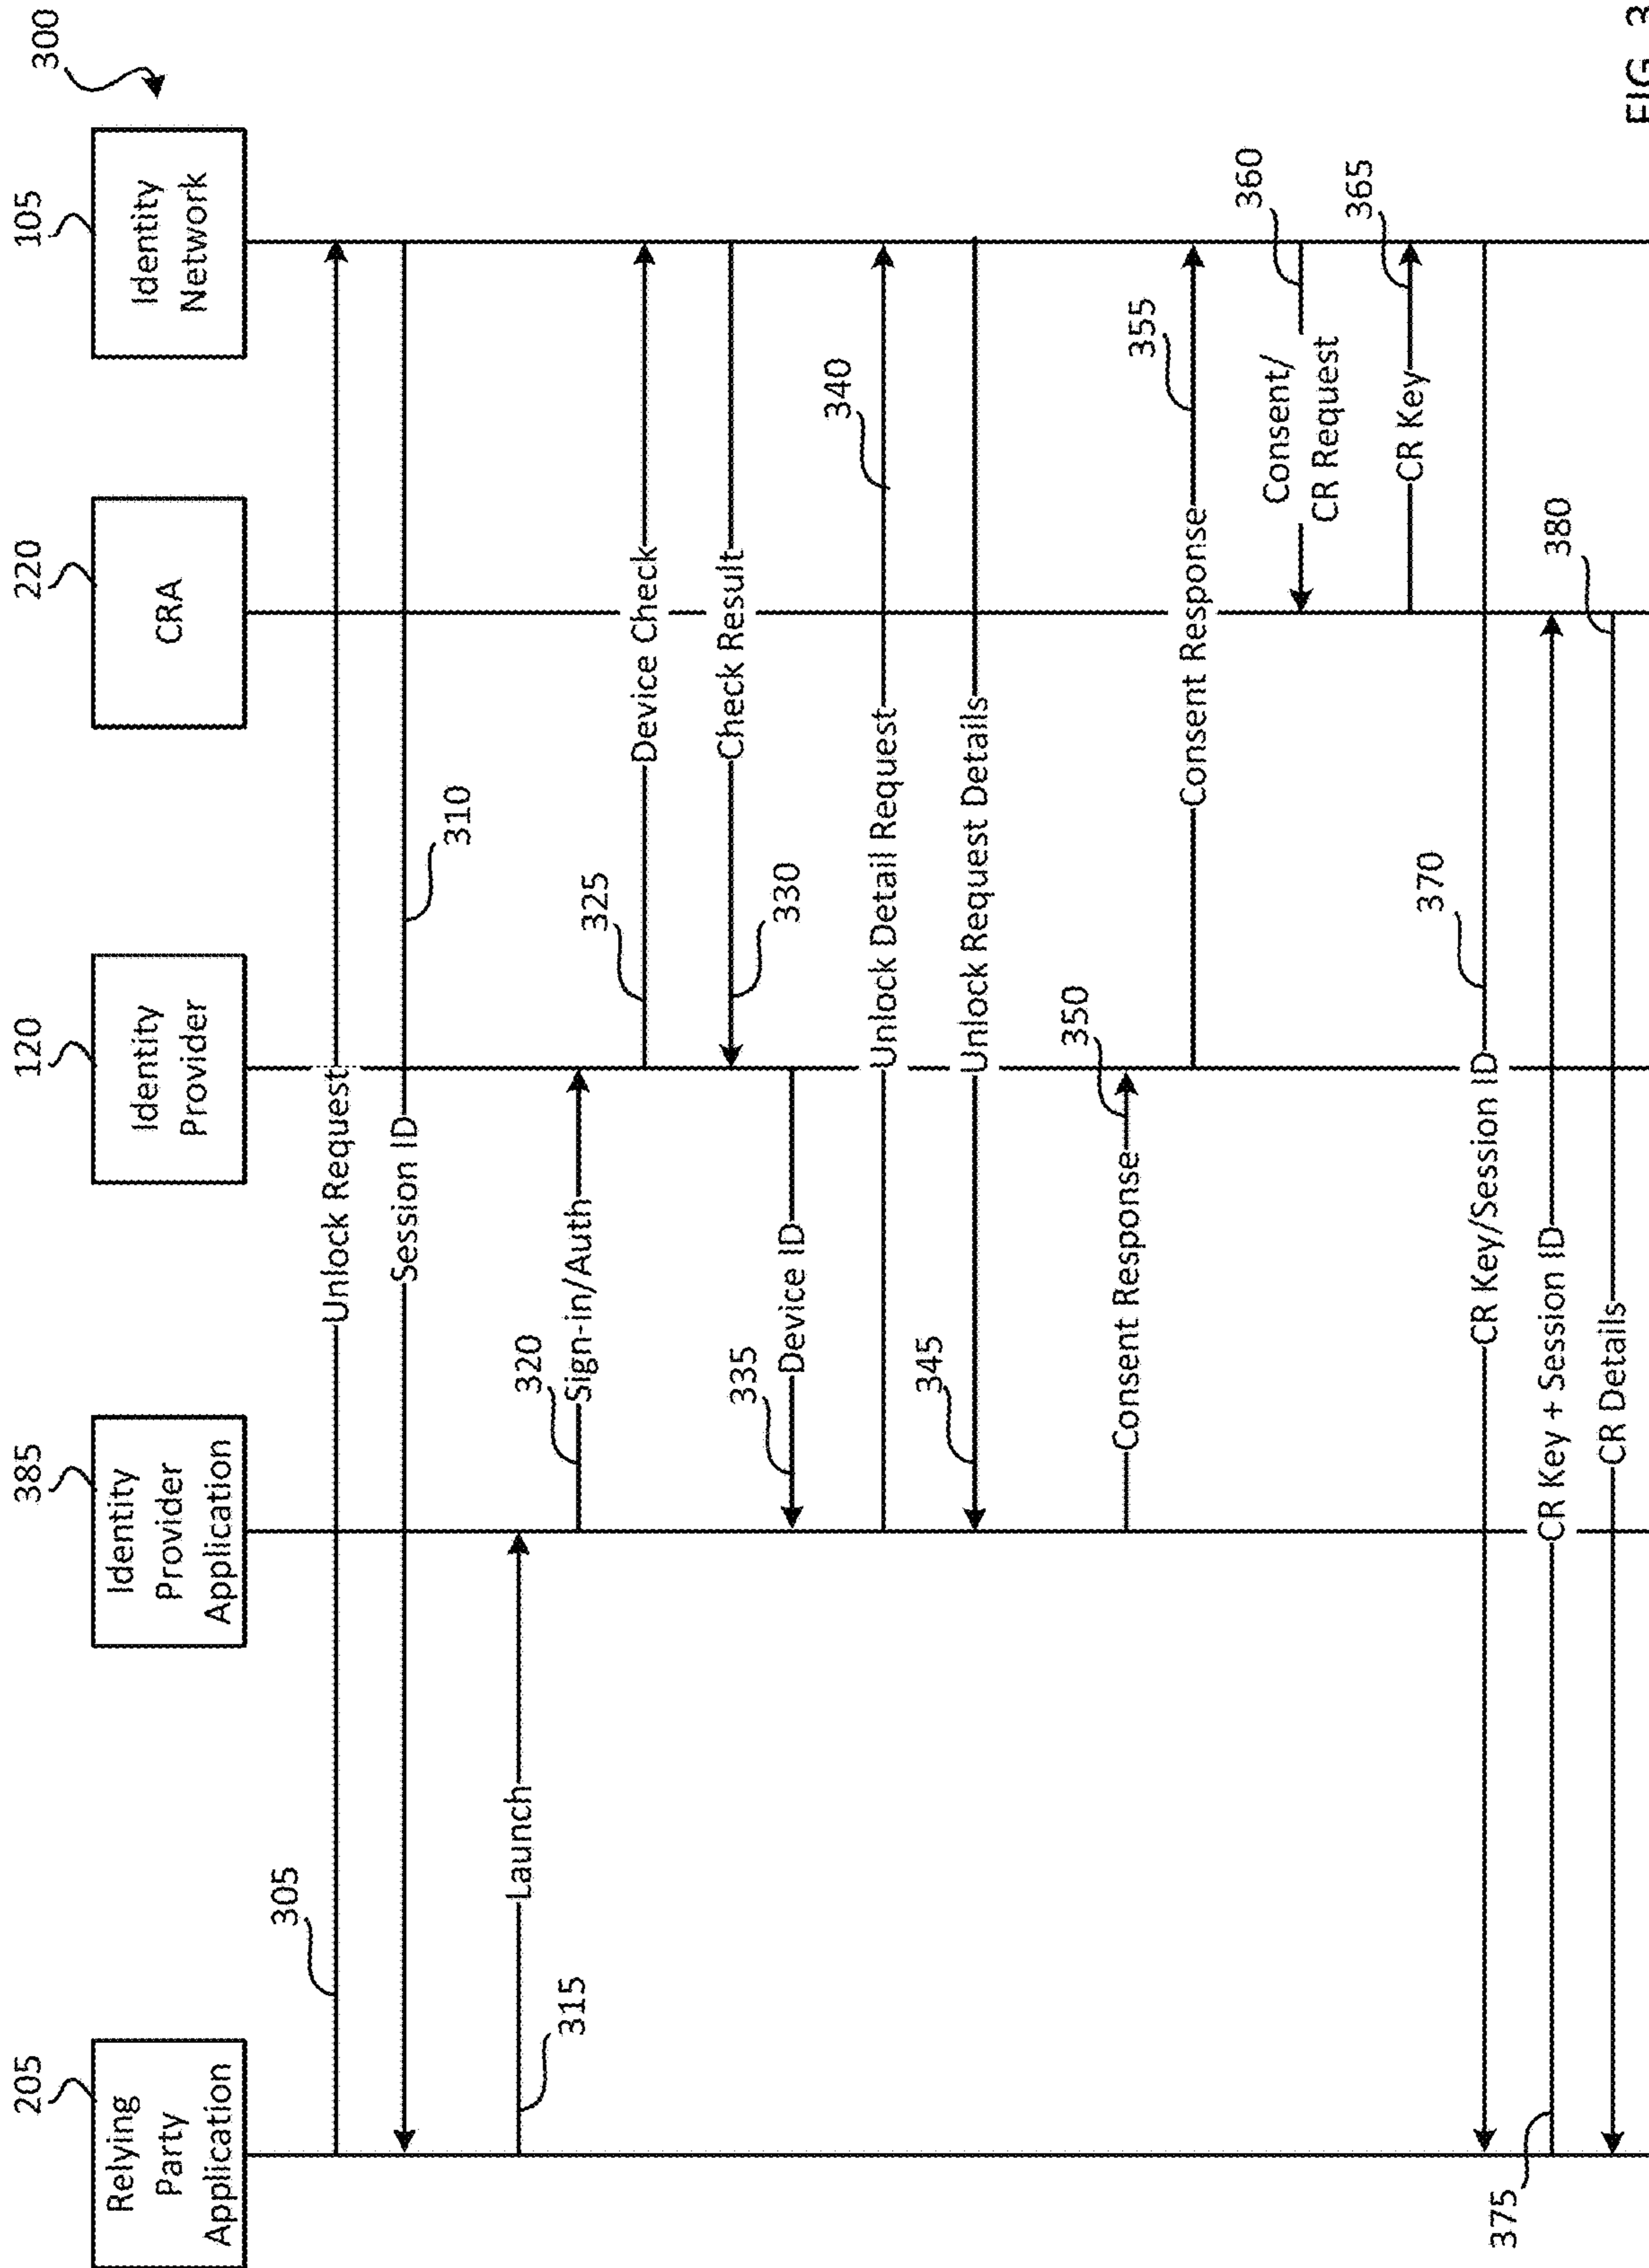 300
205
385
120
220
105
Relying
Party
Application
Identity
Provider
Application
Identity
Provider
CRA
Identity
Network
305
Unlock Request
Session ID
310
Launch
315
320
Sign-in/Auth
325
Device Check
Check Result
330
335
Device ID
340
Unlock Detail Request
345
Unlock Request Details
350
Consent Response
355
Consent Response
360
Consent/
CR Request
365
CR Key
370
CR Key/Session ID
375
CR Key + Session ID
380
CR Details
FIG. 3